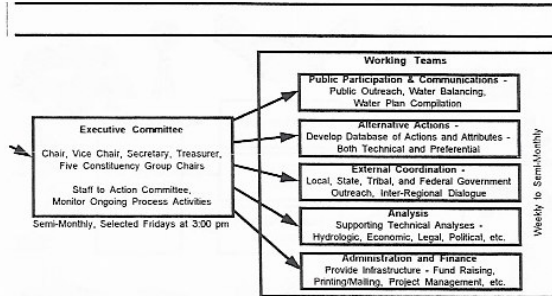 Working Teams
Public Participation & Communications -
Public Outreach, Water Balancing,
Water Plan Compilation
Executive Committee
Chair, Vice Chair, Secretary, Treasurer,
Five Constituency Group Chairs
Staff to Action Committee,
Monitor Ongoing Process Activities
Semi-Monthly, Selected Fridays at 3:00 pm
Alternative Actions -
Develop Database of Actions and Attributes -
Both Technical and Preferential
External Coordination -
Local, State, Tribal, and Federal Government
Outreach, Inter-Regional Dialogue
Analysis
Supporting Technical Analyses -
Hydrologic, Economic, Legal, Political, etc.
Administration and Finance
Provide Infrastructure - Fund Raising,
Printing/Mailing, Project Management, etc.
Weekly to Semi-Monthly